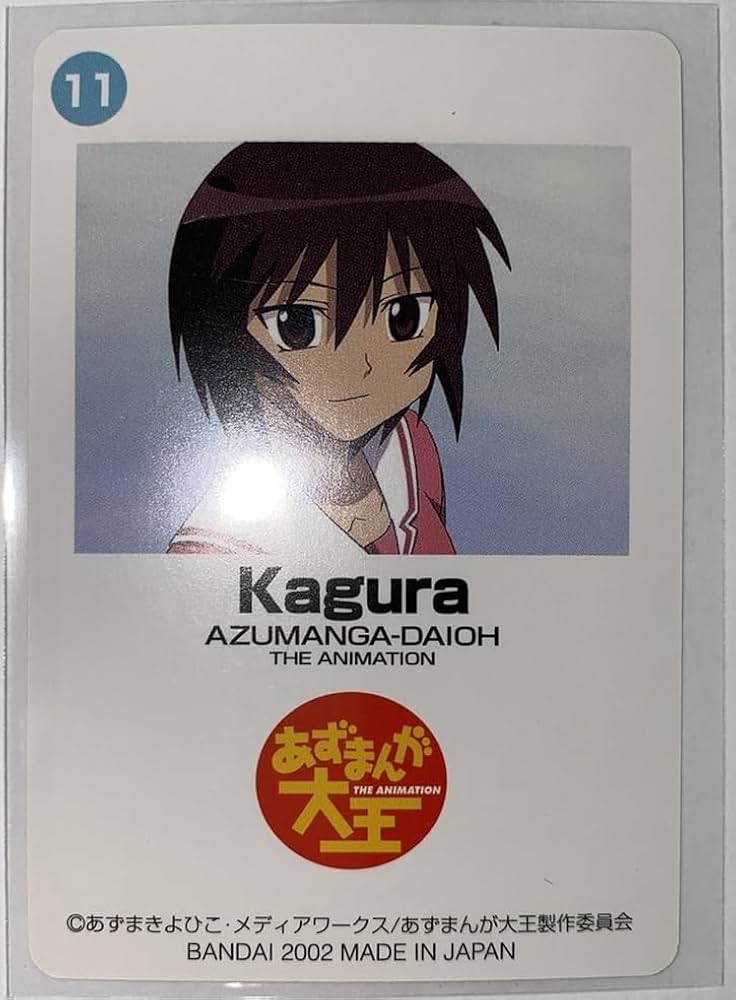 11
Kagura
AZUMANGA-DAIOH
THE ANIMATION
あずまんが
THE ANIMATION
大王
©あずまきよひこ・メディアワークス/あずまんが大王製作委員会
BANDAI 2002 MADE IN JAPAN